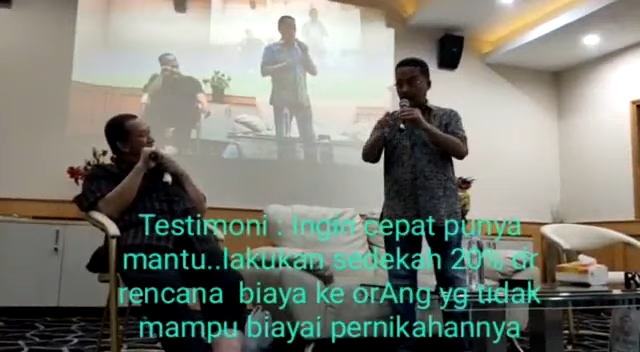 Testimoni : Ingin cepat punya
mantu..lakukan sedekah 20% dr
rencana biaya ke orAng yg tidak
mampu biayai pernikahannya